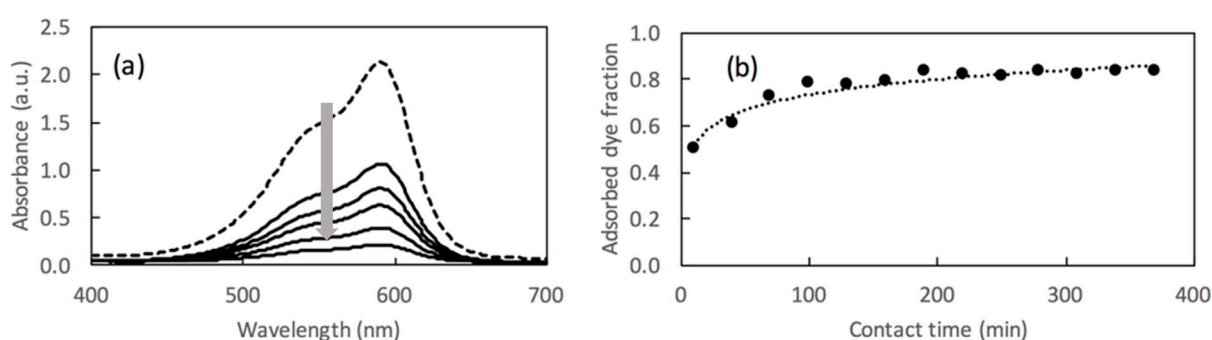 (a)
Absorbance (a.u.)
2.5
2.0
1.5
1.0
0.5
0.0
400 500 600 700
Wavelength (nm)
(b)
Adsorbed dye fraction
1.0
0.8
0.6
0.4
0.2
0.0
0 100 200 300 400
Contact time (min)